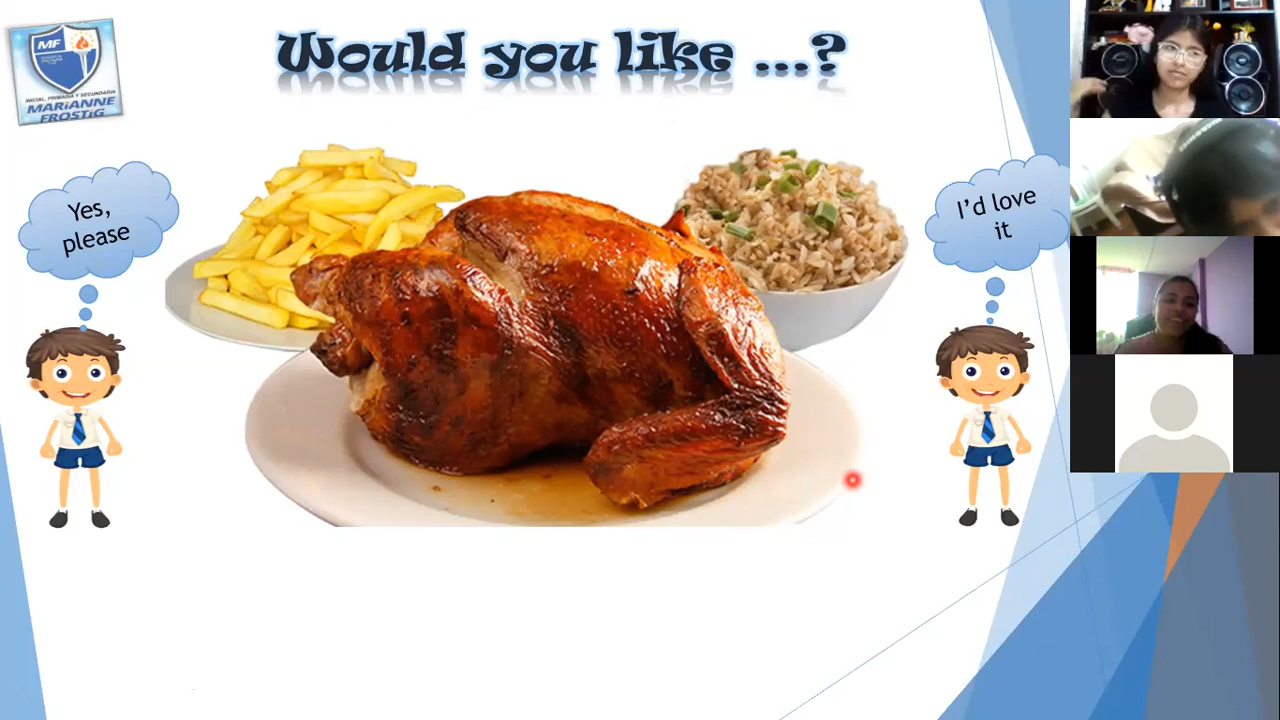 Would you like ...?
MF
INICIAL, PRIMARIA Y SECUNDARIA
MARiANNE
FROSTiG
Yes,
please
I'd love
it